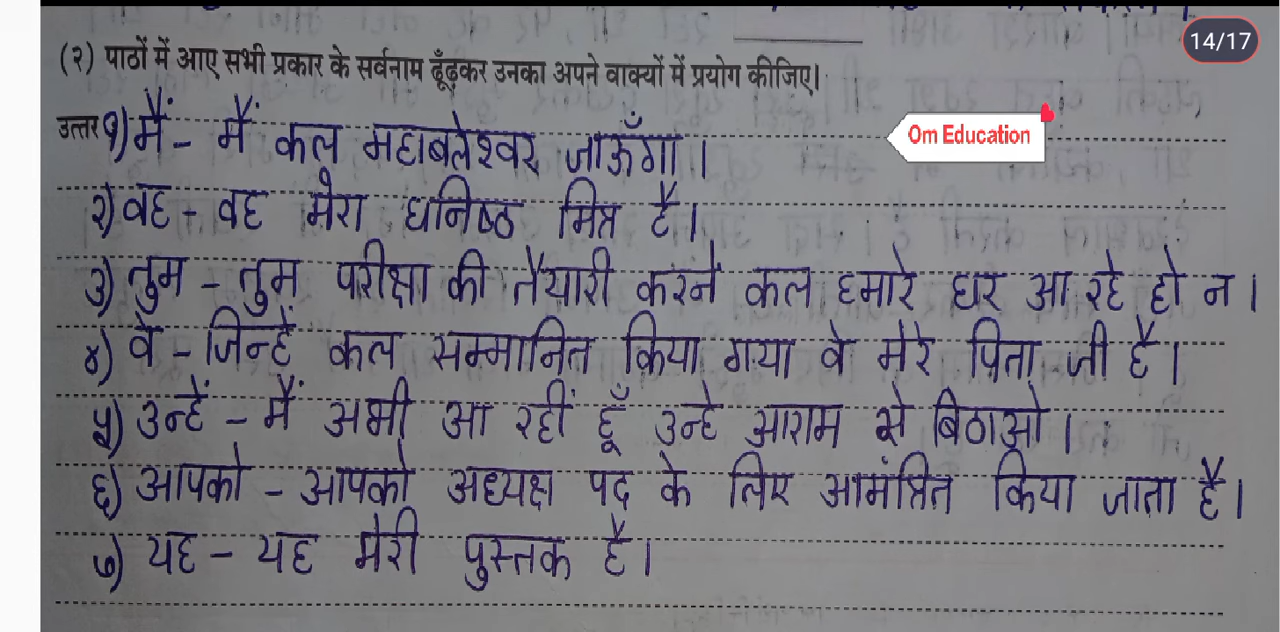 14/17
(२) पाठों में आए सभी प्रकार के सर्वनाम ढूँढ़कर उनका अपने वाक्यों में प्रयोग कीजिए।
Om Education
उत्तर १) मैं - मैं कल महाबलेश्वर जाऊँगा।
२) वह - वह मेरा घनिष्ठ मित्र है।
३) तुम - तुम परीक्षा की तैयारी करने कल हमारे घर आ रहे हो न।
४) वे - जिन्हें कल सम्मानित किया गया वे मेरे पिता जी है।
५) उन्हें - मैं अभी आ रहीं हूँ उन्हे आराम से बिठाओ।
६) आपको - आपको अध्यक्ष पद के लिए आमंत्रित किया जाता है।
७) यह - यह मेरी पुस्तक है।